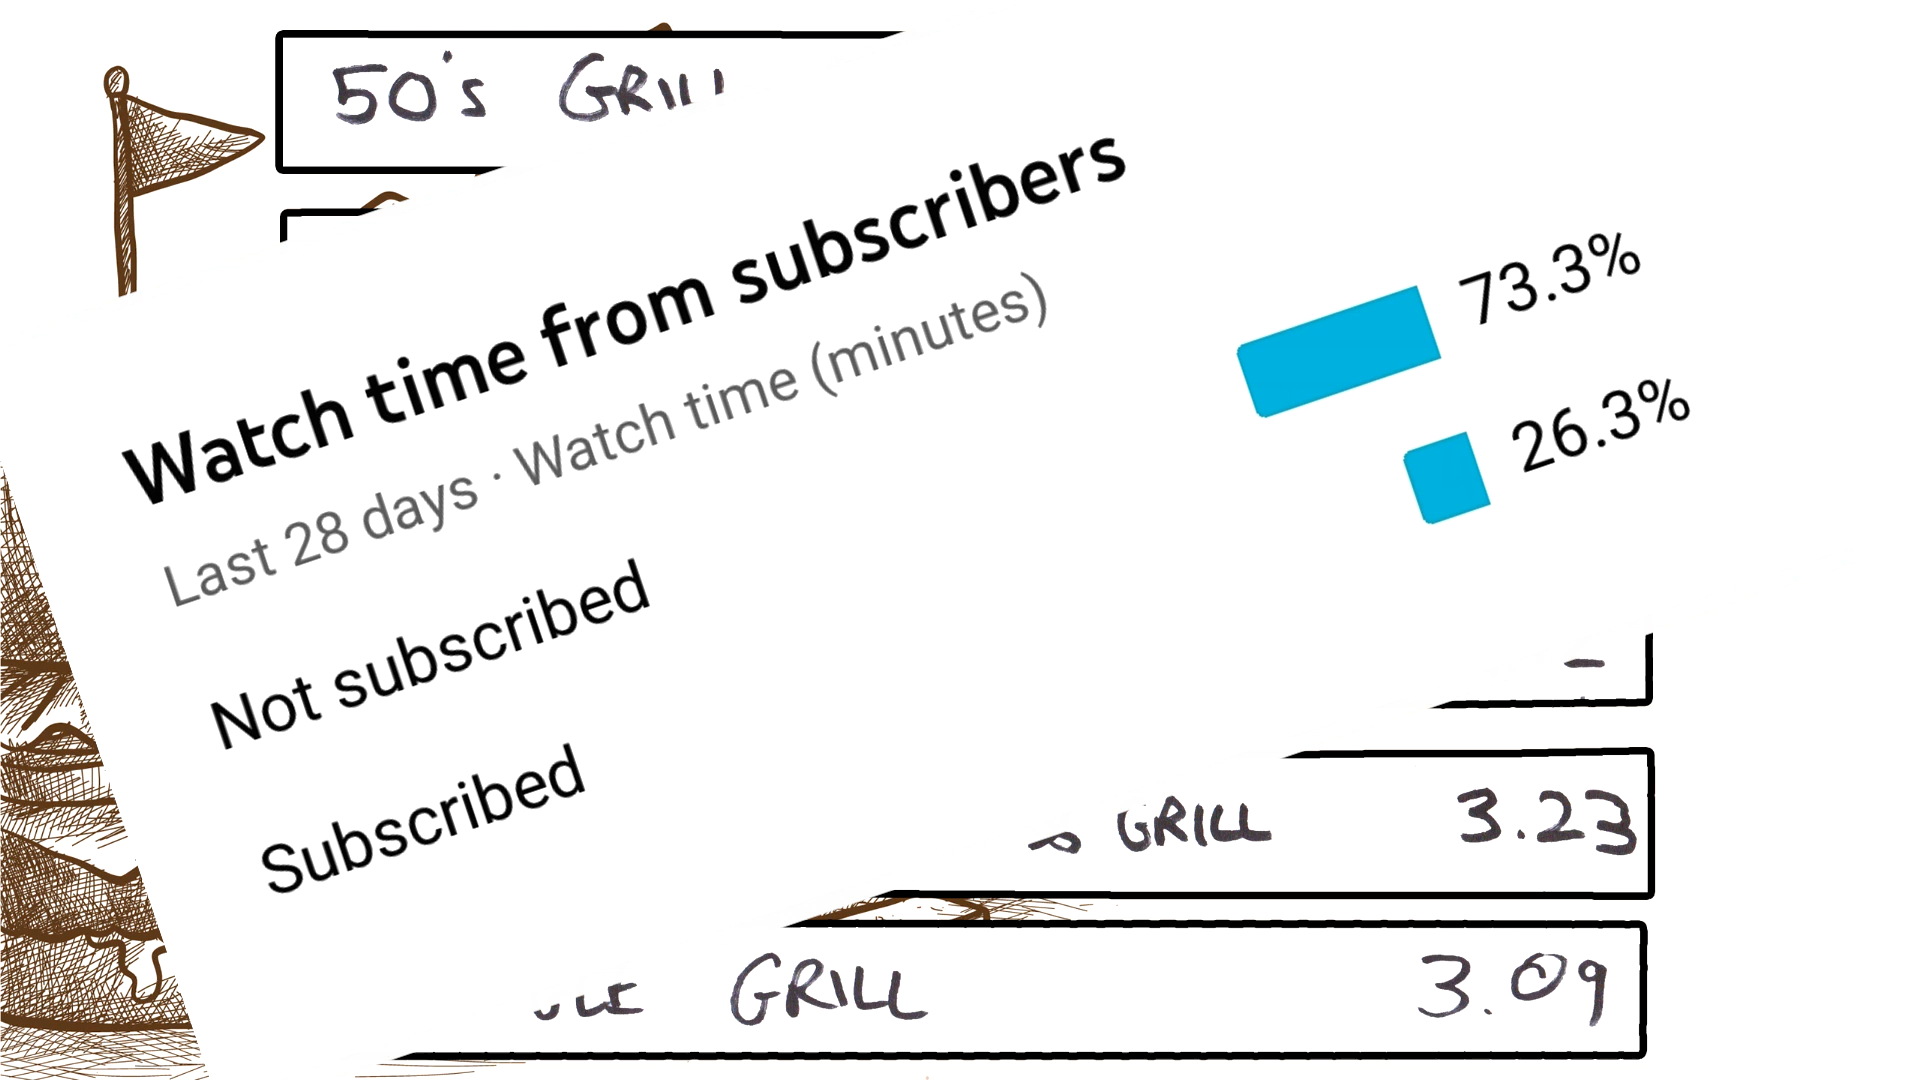 50's GRILL
Watch time from subscribers
Last 28 days · Watch time (minutes)
Not subscribed 73.3%
Subscribed 26.3%
GRILL 3.23
GRILL 3.09